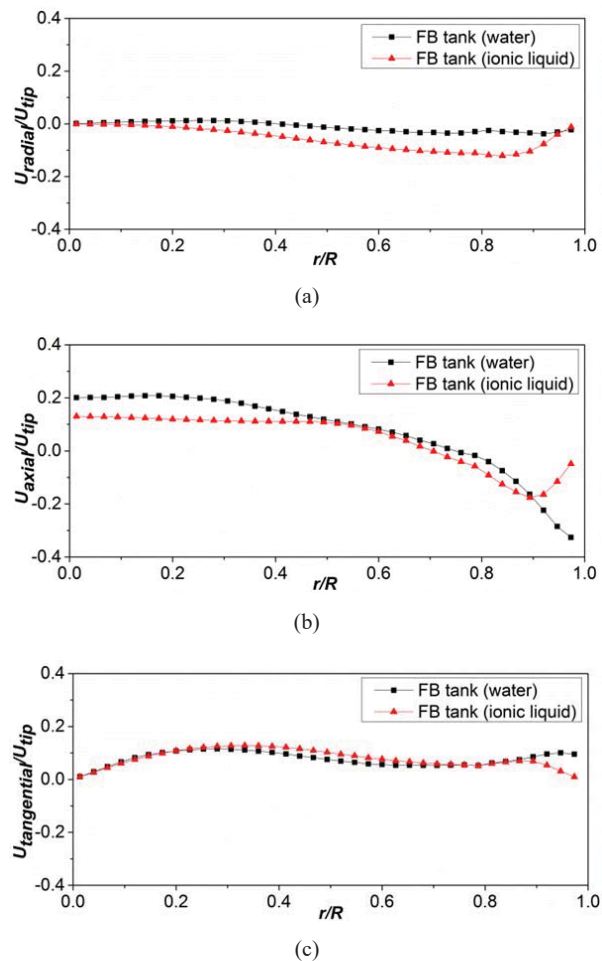 FB tank (water)
FB tank (ionic liquid)
U_radial/U_tip
0.4
0.2
0.0
-0.2
-0.4
0.0 0.2 0.4 0.6 0.8 1.0
r/R
(a)
FB tank (water)
FB tank (ionic liquid)
U_axial/U_tip
0.4
0.2
0.0
-0.2
-0.4
0.0 0.2 0.4 0.6 0.8 1.0
r/R
(b)
FB tank (water)
FB tank (ionic liquid)
U_tangential/U_tip
0.4
0.2
0.0
-0.2
-0.4
0.0 0.2 0.4 0.6 0.8 1.0
r/R
(c)